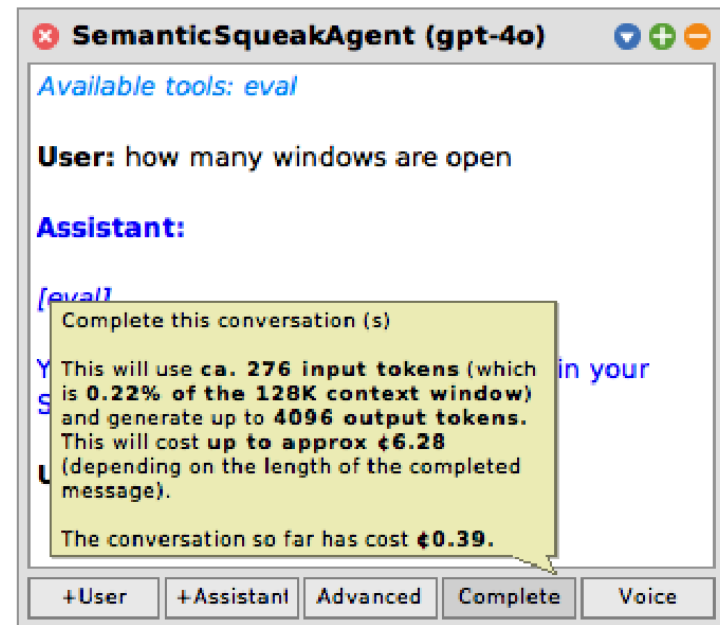 SemanticSqueakAgent (gpt-4o)
Available tools: eval
User: how many windows are open
Assistant:
[eval]
Complete this conversation (s)
This will use ca. 276 input tokens (which
is 0.22% of the 128K context window)
and generate up to 4096 output tokens.
This will cost up to approx ¢6.28
(depending on the length of the completed
message).
The conversation so far has cost ¢0.39.
in your
+User +Assistant Advanced Complete Voice